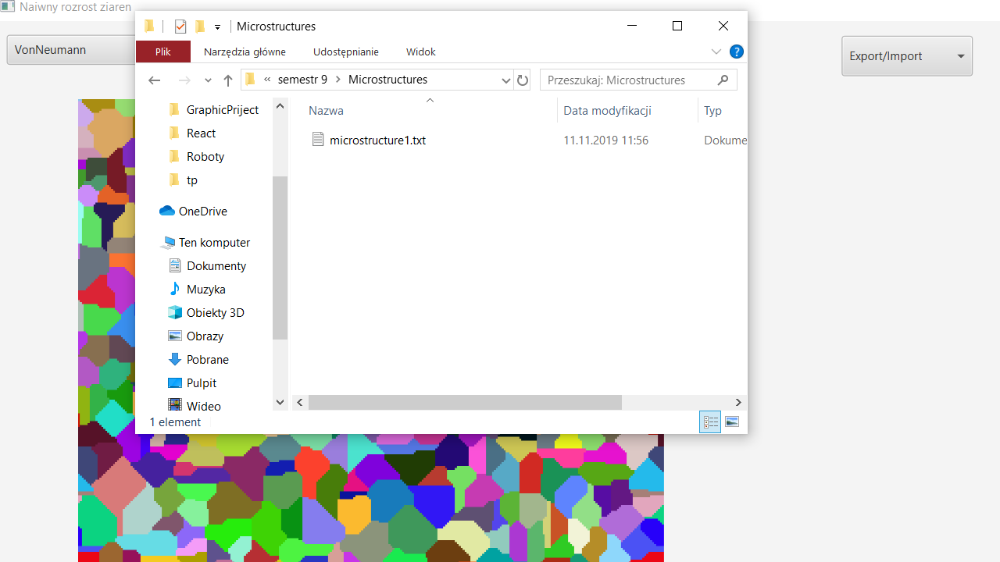 Naiwny rozrost ziaren
Microstructures
Plik Narzędzia główne Udostępnianie Widok ?
VonNeumann
Export/Import
« semestr 9 > Microstructures
Przeszukaj: Microstructures
Nazwa Data modyfikacji Typ
microstructure1.txt 11.11.2019 11:56 Dokume
GraphicPriject
React
Roboty
tp
OneDrive
Ten komputer
Dokumenty
Muzyka
Obiekty 3D
Obrazy
Pobrane
Pulpit
Wideo
1 element